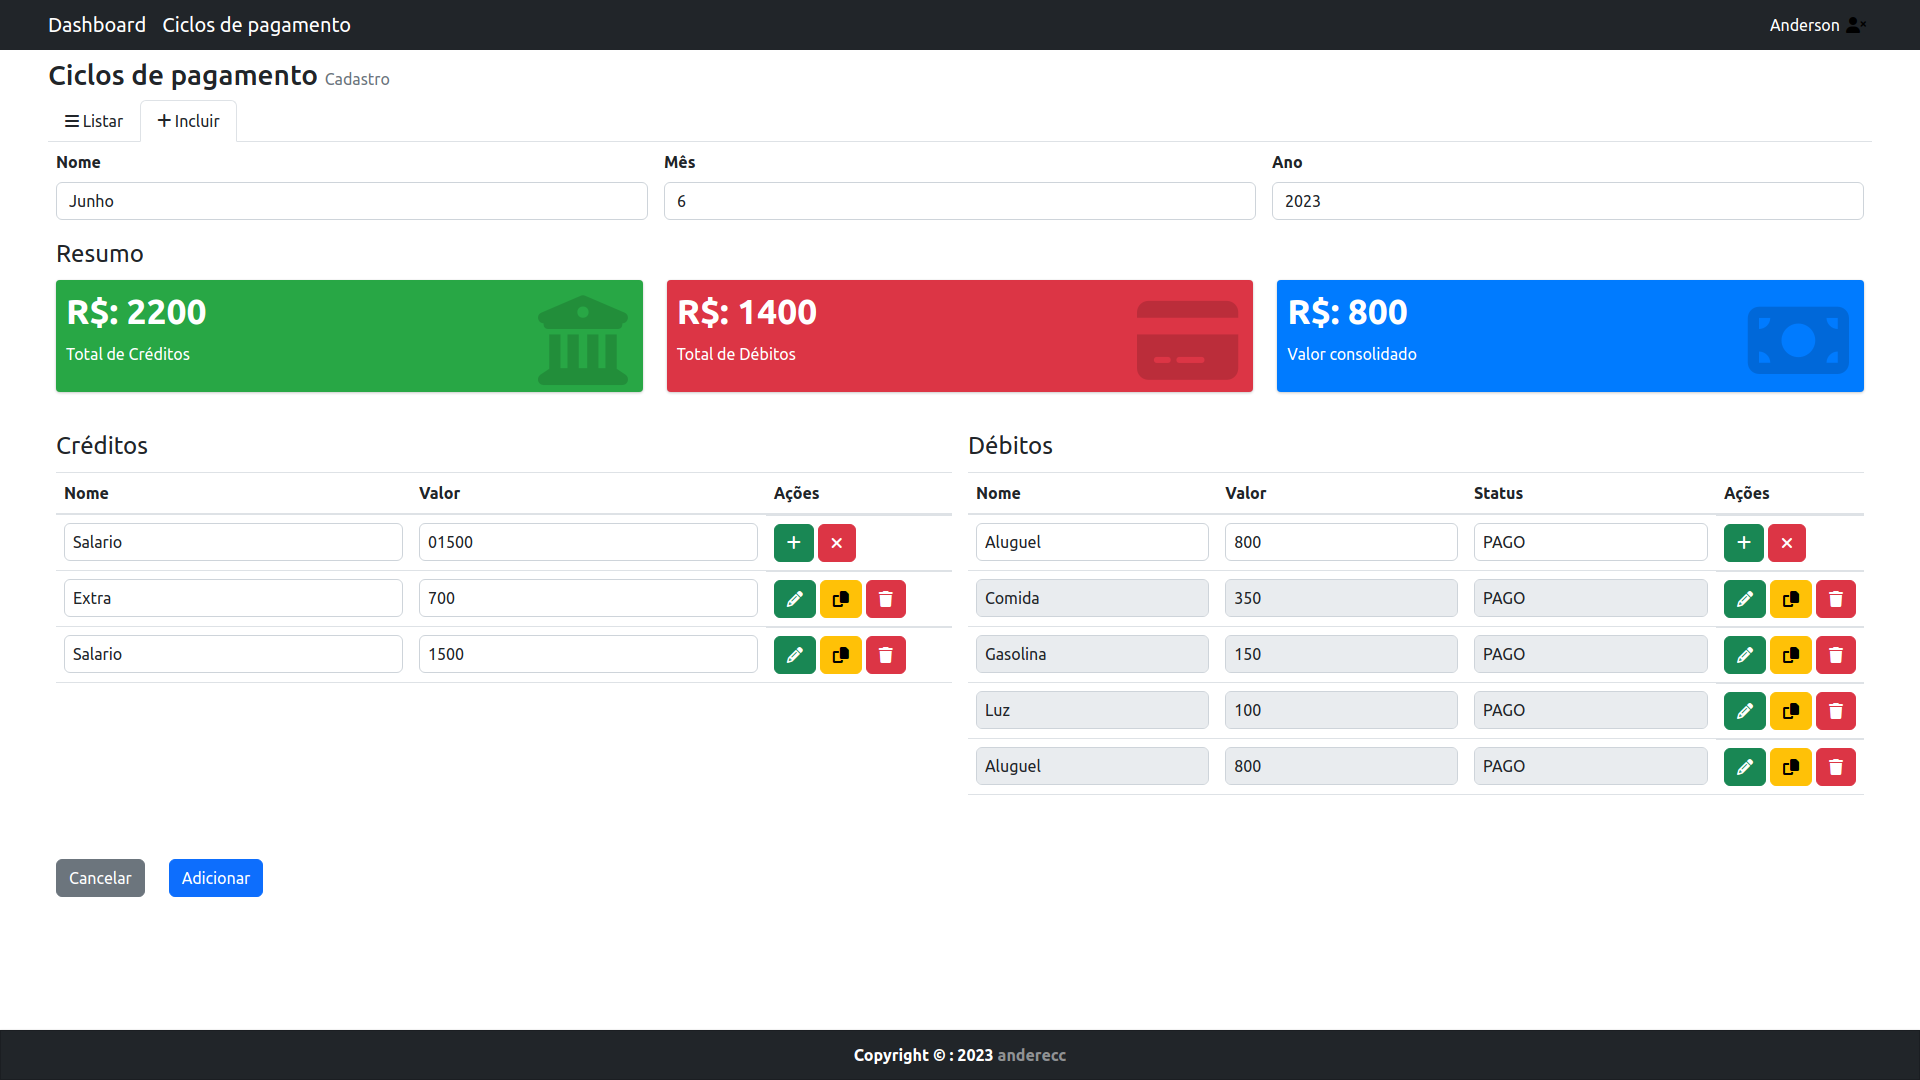 Dashboard Ciclos de pagamento Anderson
Ciclos de pagamento Cadastro
Listar Incluir
Nome Mês Ano
Junho 6 2023
Resumo
R$: 2200 R$: 1400 R$: 800
Total de Créditos Total de Débitos Valor consolidado
Créditos
Nome Valor Ações
Salario 01500
Extra 700
Salario 1500
Débitos
Nome Valor Status Ações
Aluguel 800 PAGO
Comida 350 PAGO
Gasolina 150 PAGO
Luz 100 PAGO
Aluguel 800 PAGO
Cancelar Adicionar
Copyright © : 2023 anderecc